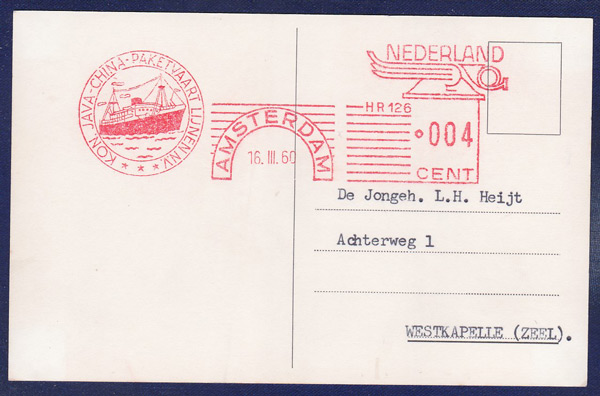 KON. JAVA-CHINA-PAKETVAART LIJNEN N.V.
AMSTERDAM
16. III. 60
NEDERLAND
HR 126
004
CENT
De Jongeh. L.H. Heijt
Achterweg 1
WESTKAPELLE (ZEEL).